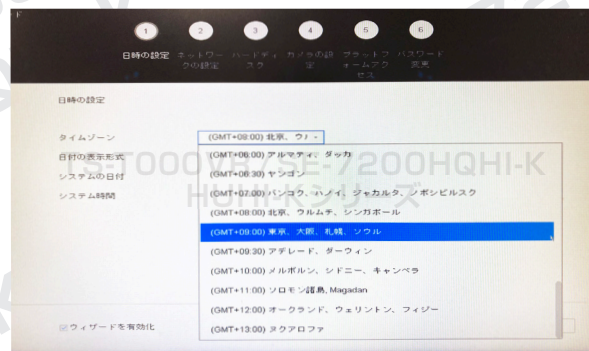 ド
1 2 3 4 5 6
日時の設定 ネットワークの設定 ハードディスク カメラの設定 プラットフォームアクセス パスワード変更
日時の設定
タイムゾーン (GMT+08:00) 北京、ウ
日付の表示形式
システムの日付
システム時間
(GMT+06:00) アルマティ、ダッカ
(GMT+06:30) ヤンゴン
(GMT+07:00) バンコク、ハノイ、ジャカルタ、ノボシビルスク
(GMT+08:00) 北京、ウルムチ、シンガポール
(GMT+09:00) 東京、大阪、札幌、ソウル
(GMT+09:30) アデレード、ダーウィン
(GMT+10:00) メルボルン、シドニー、キャンベラ
(GMT+11:00) ソロモン諸島, Magadan
(GMT+12:00) オークランド、ウェリントン、フィジー
(GMT+13:00) ヌクアロファ
ウィザードを有効化
HUHI-Kシリーズ